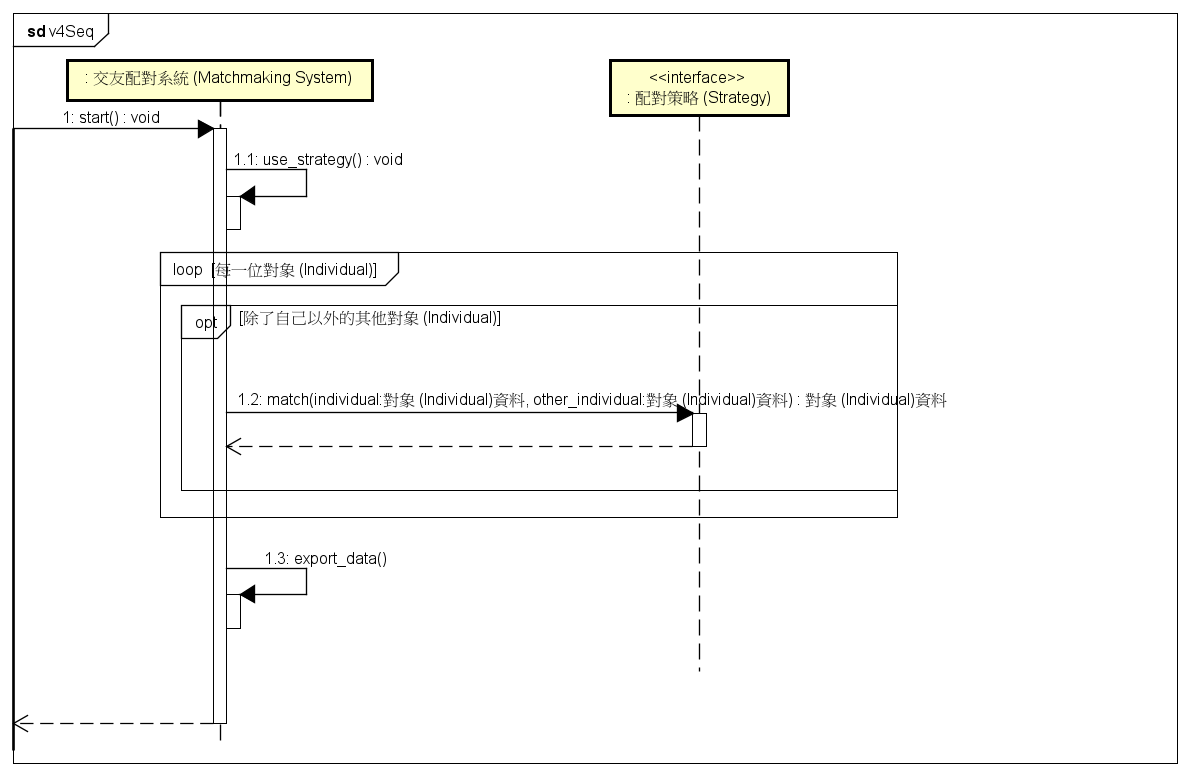 sd v4Seq
: 交友配對系統 (Matchmaking System)
<<interface>>
: 配對策略 (Strategy)
1: start() : void
1.1: use_strategy() : void
loop [每一位對象 (Individual)]
opt [除了自己以外的其他對象 (Individual)]
1.2: match(individual:對象 (Individual)資料, other_individual:對象 (Individual)資料) : 對象 (Individual)資料
1.3: export_data()